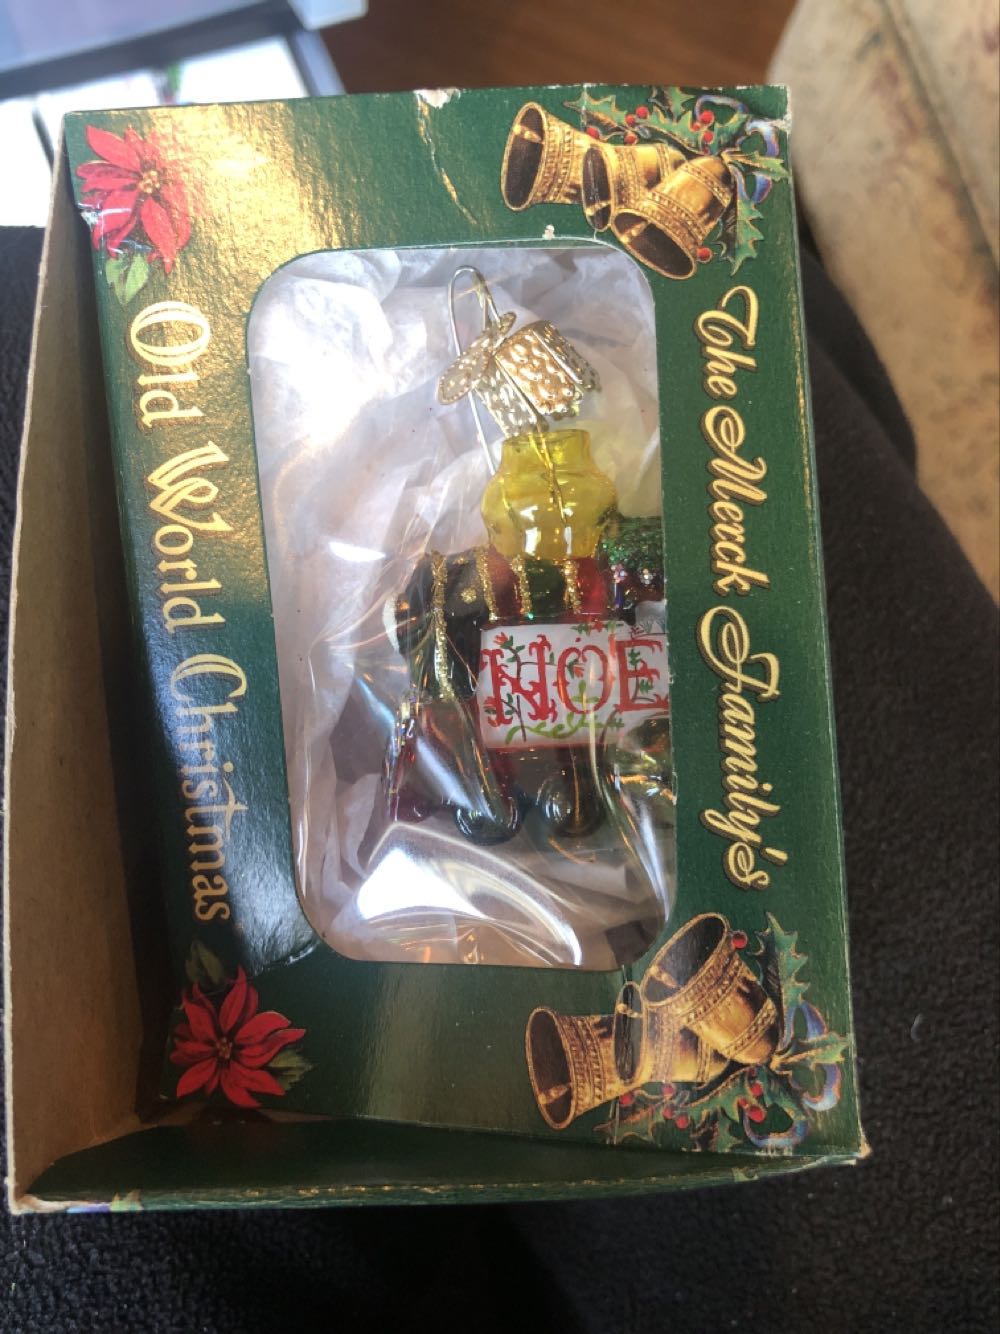 The Merck Family's
Old World Christmas
NOE